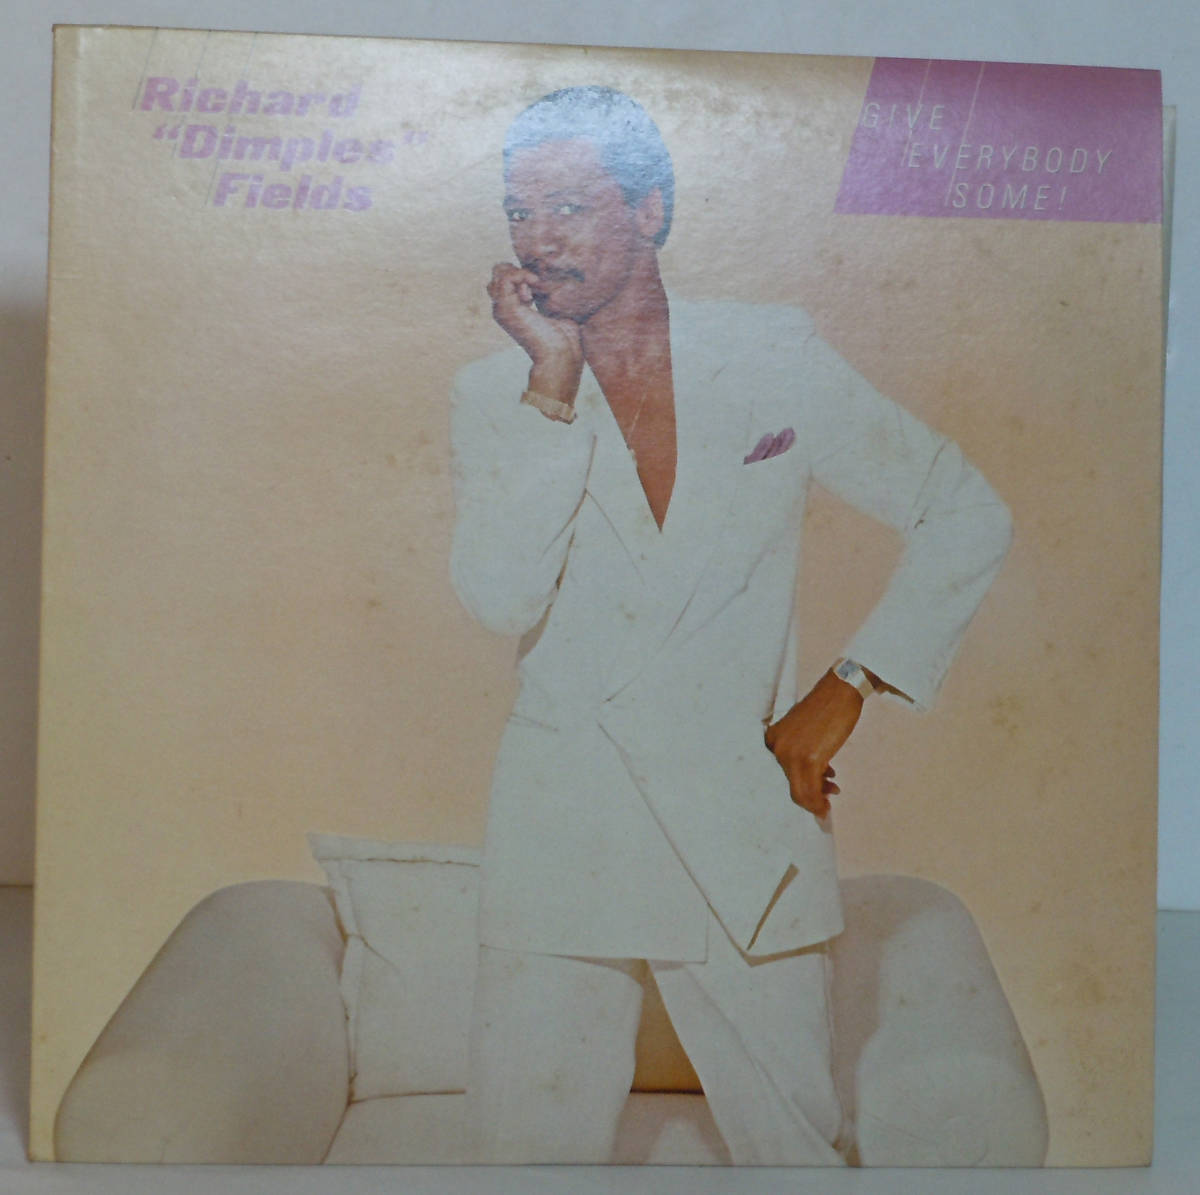 Richard
"Dimples"
Fields
GIVE
EVERYBODY
SOME!